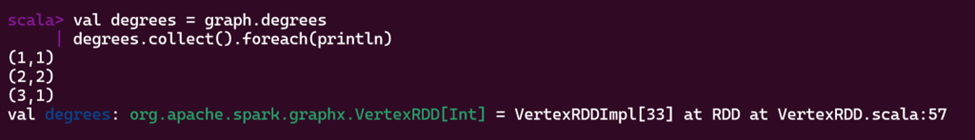 scala> val degrees = graph.degrees
| degrees.collect().foreach(println)
(1,1)
(2,2)
(3,1)
val degrees: org.apache.spark.graphx.VertexRDD[Int] = VertexRDDImpl[33] at RDD at VertexRDD.scala:57